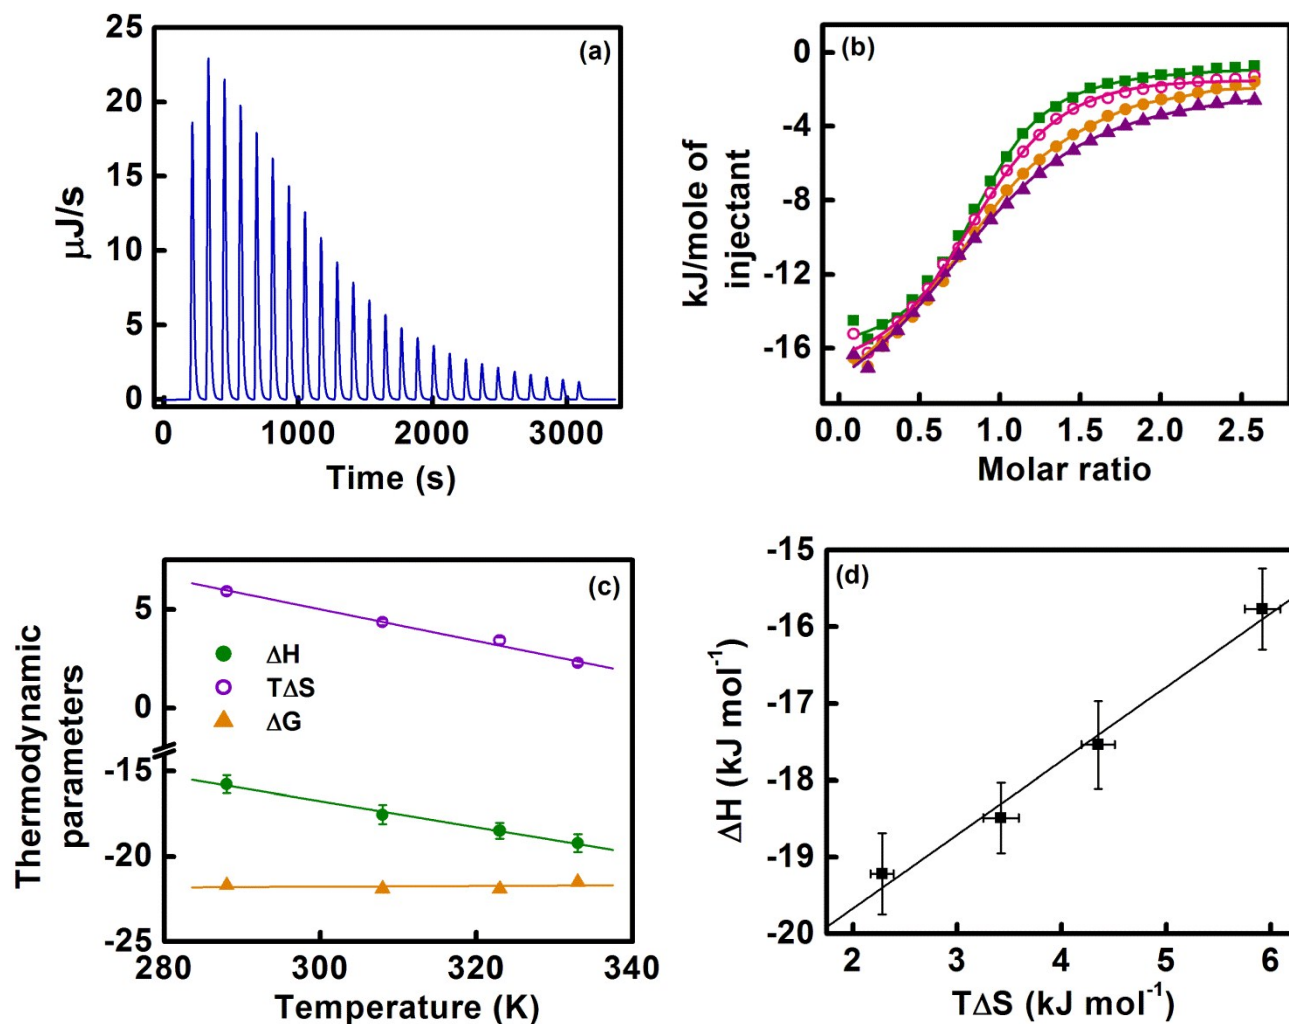 (a)
25
20
15
10
5
0
μJ/s
0 1000 2000 3000
Time (s)
(b)
0
-4
-8
-12
-16
kJ/mole of
injectant
0.0 0.5 1.0 1.5 2.0 2.5
Molar ratio
(c)
5
0
-15
-20
-25
ΔH
TΔS
ΔG
Thermodynamic
parameters
280 300 320 340
Temperature (K)
(d)
-15
-16
-17
-18
-19
-20
ΔH (kJ mol⁻¹)
2 3 4 5 6
TΔS (kJ mol⁻¹)